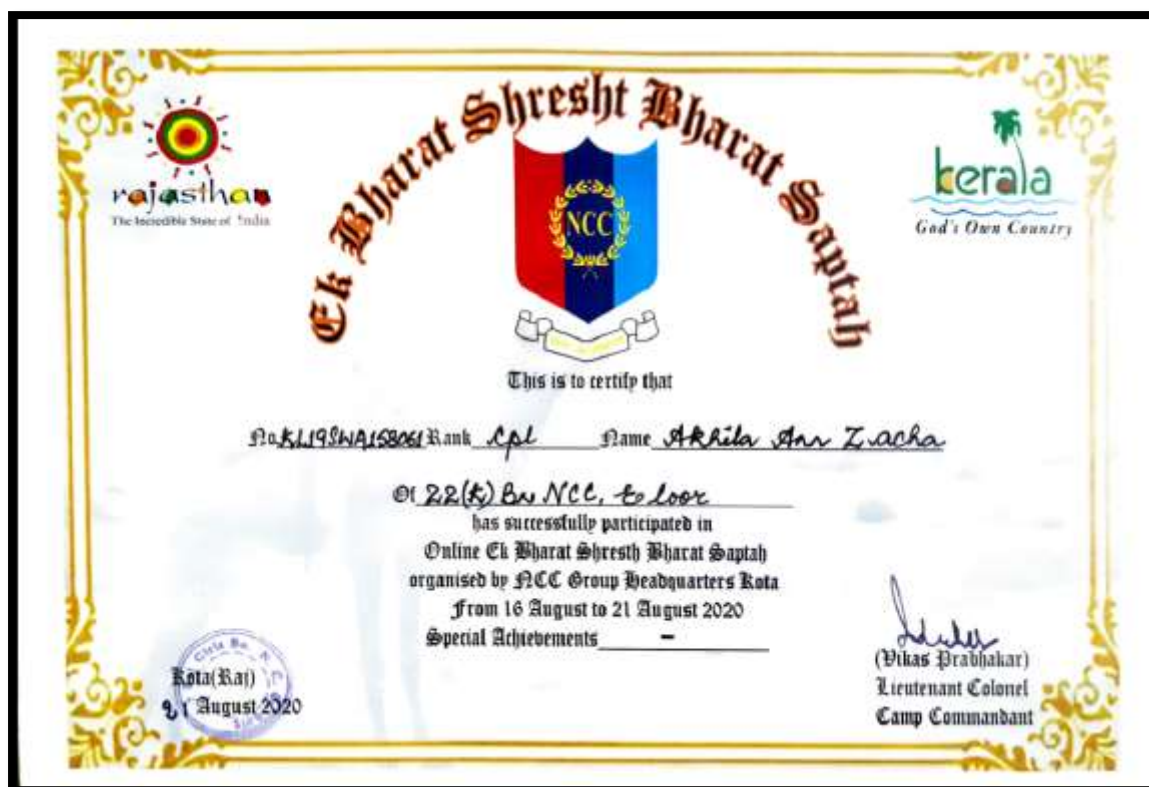 Ek Bharat Shresht Bharat Saptah
rajasthan
The Incredible State of India
kerala
God's Own Country
NCC
This is to certify that
No. KL19SWA158061 Rank Cpl Name Akhila Ann Zacha
Of 22(K) Bn NCC, Eloor
has successfully participated in
Online Ek Bharat Shresth Bharat Saptah
organised by NCC Group Headquarters Kota
From 16 August to 21 August 2020
Special Achievements -
Kota(Raj)
21 August 2020
Girls Bn. N.C.C.
(Vikas Prabhakar)
Lieutenant Colonel
Camp Commandant